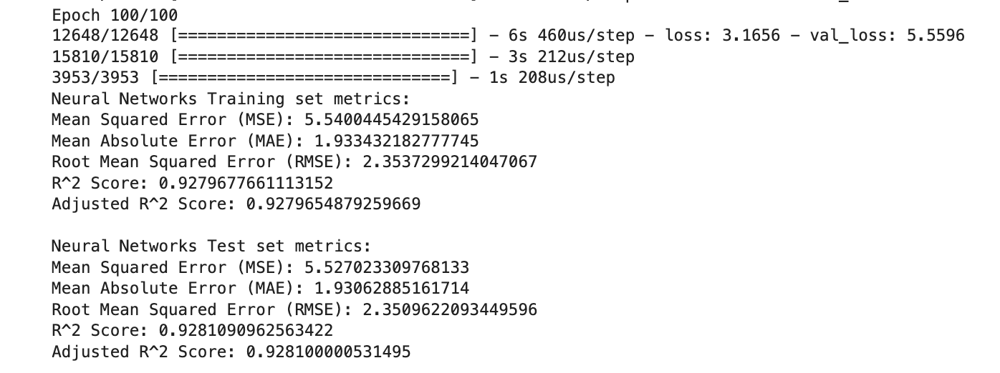 Epoch 100/100
12648/12648 [==============================] - 6s 460us/step - loss: 3.1656 - val_loss: 5.5596
15810/15810 [==============================] - 3s 212us/step
3953/3953 [==============================] - 1s 208us/step
Neural Networks Training set metrics:
Mean Squared Error (MSE): 5.5400445429158065
Mean Absolute Error (MAE): 1.933432182777745
Root Mean Squared Error (RMSE): 2.3537299214047067
R^2 Score: 0.9279677661113152
Adjusted R^2 Score: 0.9279654879259669
Neural Networks Test set metrics:
Mean Squared Error (MSE): 5.527023309768133
Mean Absolute Error (MAE): 1.93062885161714
Root Mean Squared Error (RMSE): 2.3509622093449596
R^2 Score: 0.9281090962563422
Adjusted R^2 Score: 0.928100000531495